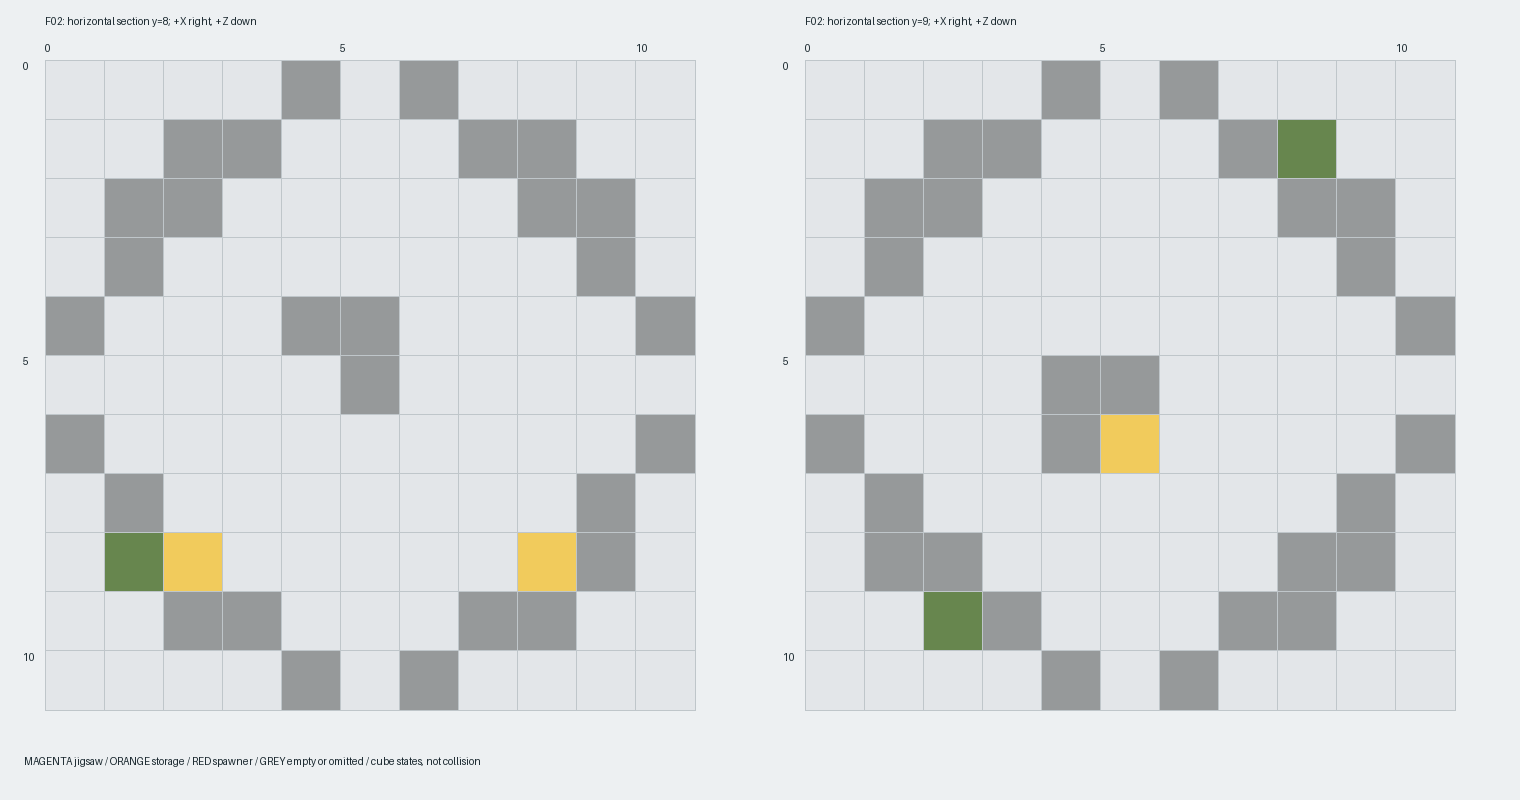 F02: horizontal section y=8; +X right, +Z down
F02: horizontal section y=9; +X right, +Z down
0 5 10
0 5 10
0
0
5
5
10
10
MAGENTA jigsaw / ORANGE storage / RED spawner / GREY empty or omitted / cube states, not collision